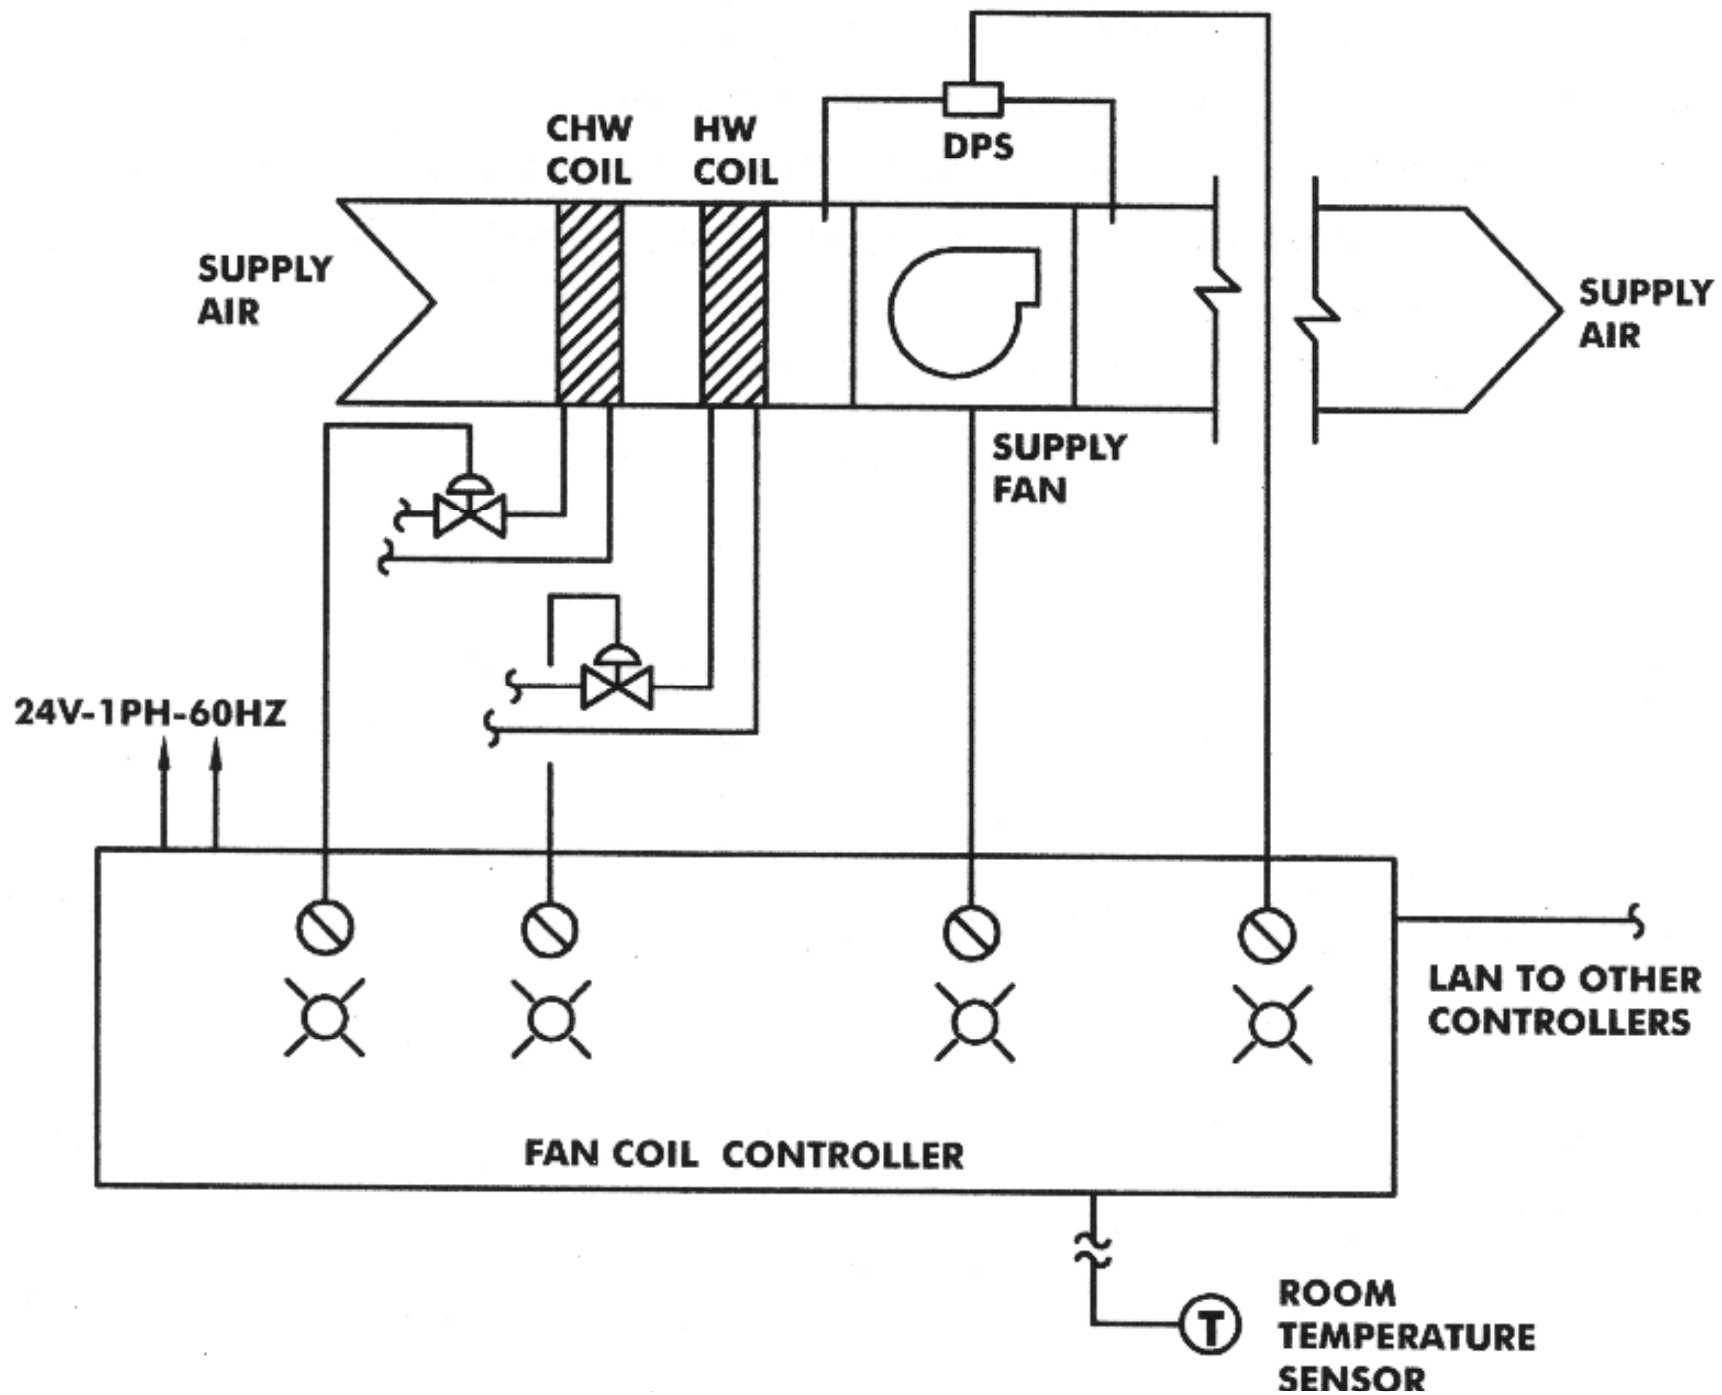 CHW
COIL
HW
COIL
DPS
SUPPLY
AIR
SUPPLY
AIR
SUPPLY
FAN
24V-1PH-60HZ
LAN TO OTHER
CONTROLLERS
FAN COIL CONTROLLER
T
ROOM
TEMPERATURE
SENSOR